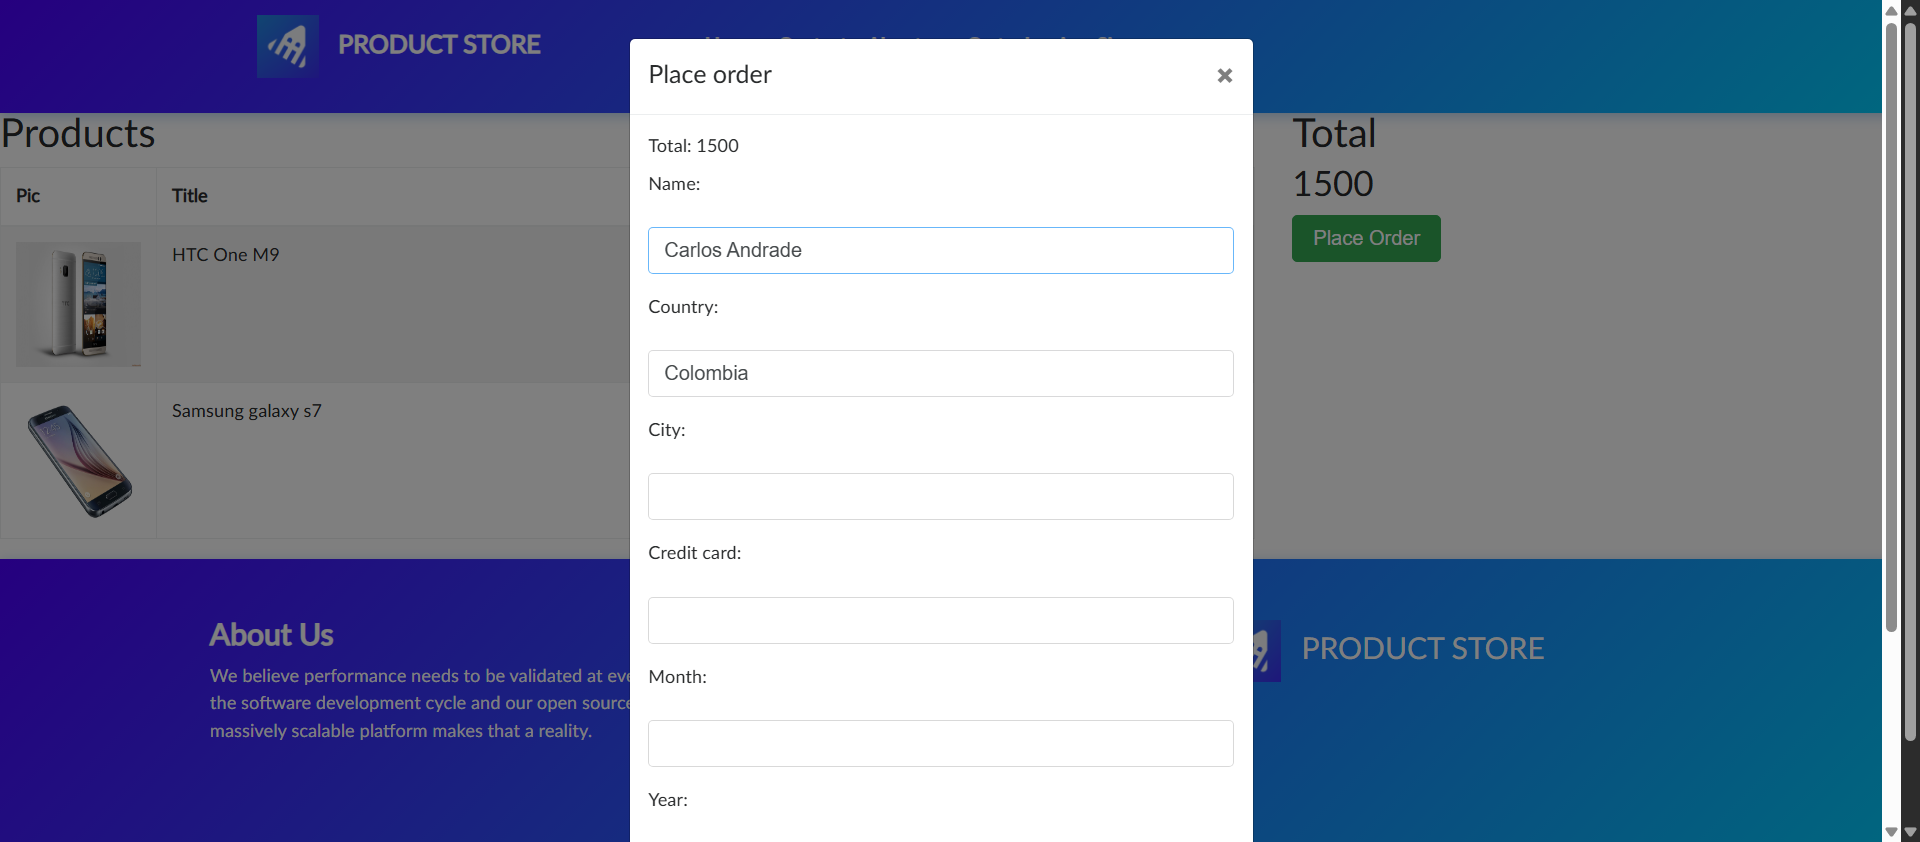 PRODUCT STORE
Place order
Total: 1500
Name:
Carlos Andrade
Country:
Colombia
City:
Credit card:
Month:
Year:
Products
Pic
Title
HTC One M9
Samsung galaxy s7
Total
1500
Place Order
About Us
We believe performance needs to be validated at
the software development cycle and our open source
massively scalable platform makes that a reality.
PRODUCT STORE